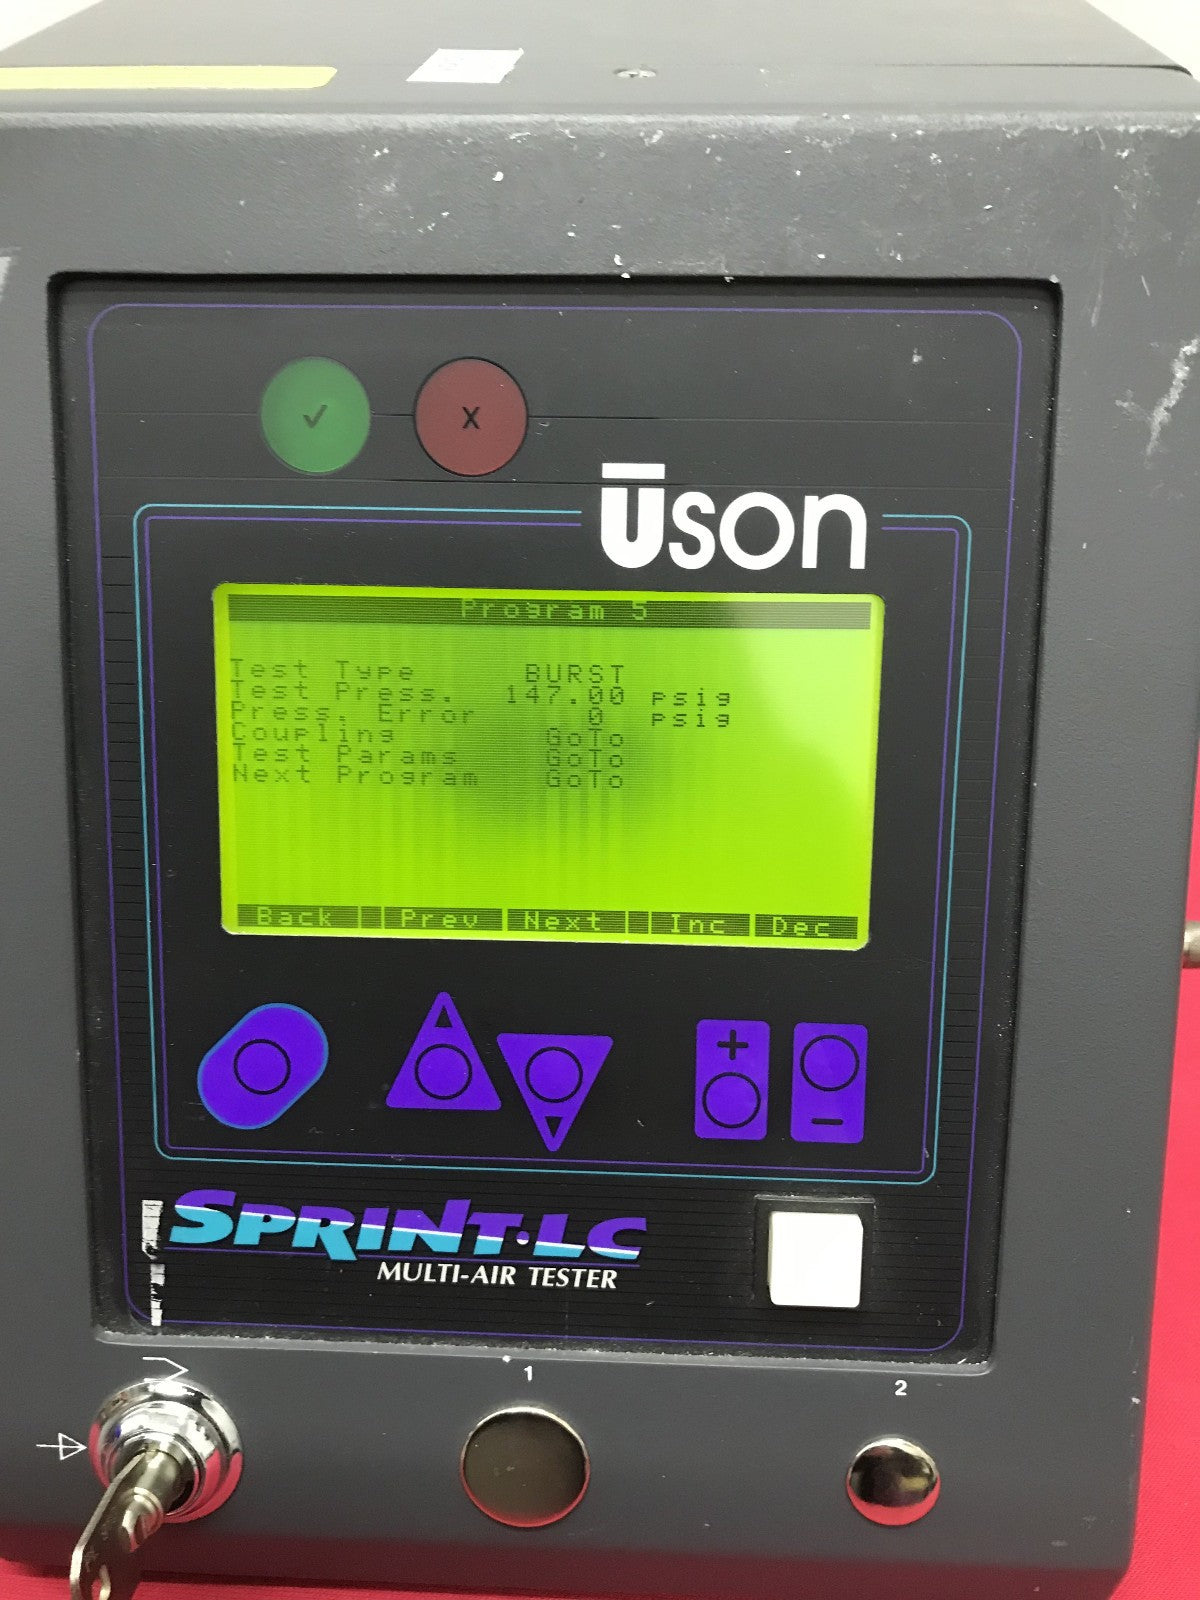 ✓ X
Uson
Program 5
Test Type BURST
Test Press. 147.00 psig
Press. Error 0 psig
Coupling GoTo
Test Params GoTo
Next Program GoTo
Back Prev Next Inc Dec
+ −
SPRINT·LC
MULTI-AIR TESTER
1 2